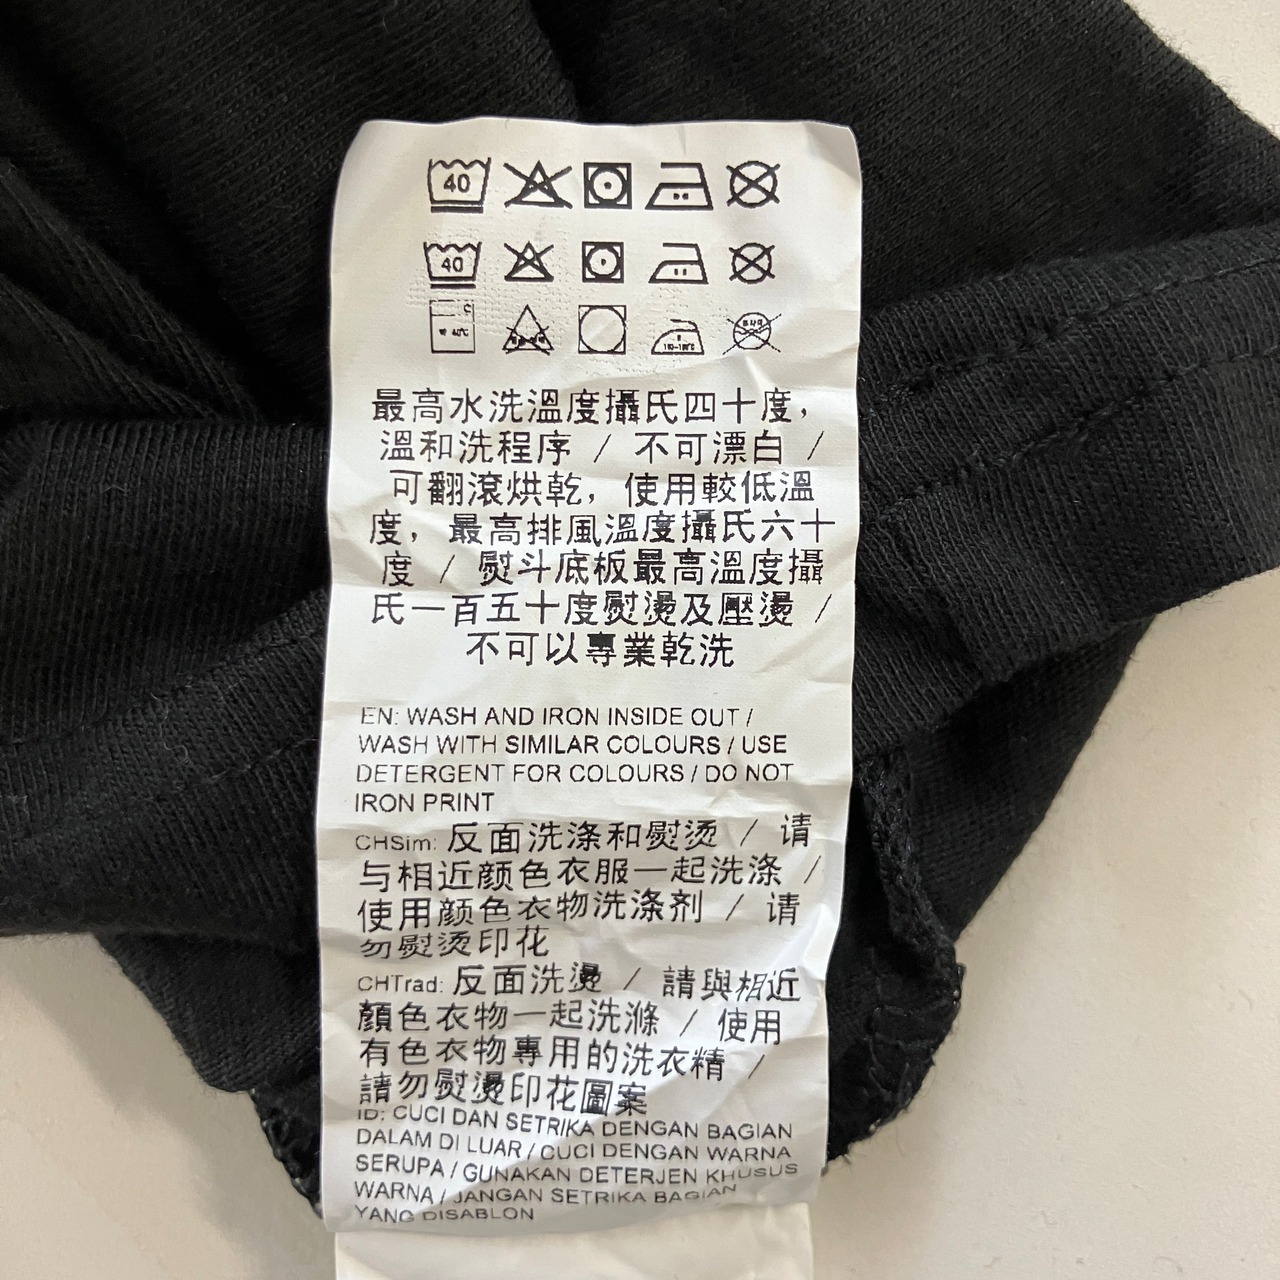 40
40
40℃
最高水洗溫度攝氏四十度，
溫和洗程序 / 不可漂白 /
可翻滾烘乾，使用較低溫
度，最高排風溫度攝氏六十
度 / 熨斗底板最高溫度攝
氏一百五十度熨燙及壓燙 /
不可以專業乾洗
EN: WASH AND IRON INSIDE OUT /
WASH WITH SIMILAR COLOURS / USE
DETERGENT FOR COLOURS / DO NOT
IRON PRINT
CHSim: 反面洗涤和熨烫 / 请
与相近颜色衣服一起洗涤 /
使用颜色衣物洗涤剂 / 请
勿熨烫印花
CHTrad: 反面洗燙 / 請與相近
顏色衣物一起洗滌 / 使用
有色衣物專用的洗衣精 /
請勿熨燙印花圖案
ID: CUCI DAN SETRIKA DENGAN BAGIAN
DALAM DI LUAR / CUCI DENGAN WARNA
SERUPA / GUNAKAN DETERJEN KHUSUS
WARNA / JANGAN SETRIKA BAGIAN
YANG DISABLON